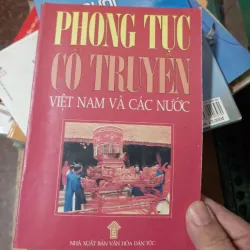 PHONG TỤC
CỔ TRUYỀN
VIỆT NAM VÀ CÁC NƯỚC
NHÀ XUẤT BẢN VĂN HÓA DÂN TỘC